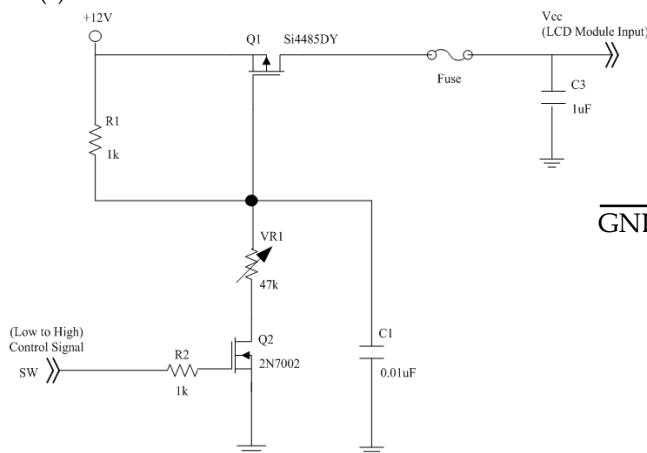 +12V
Q1
Si4485DY
Vcc
(LCD Module Input)
Fuse
C3
1uF
R1
1k
VR1
47k
(Low to High)
Control Signal
SW
R2
1k
Q2
2N7002
C1
0.01uF